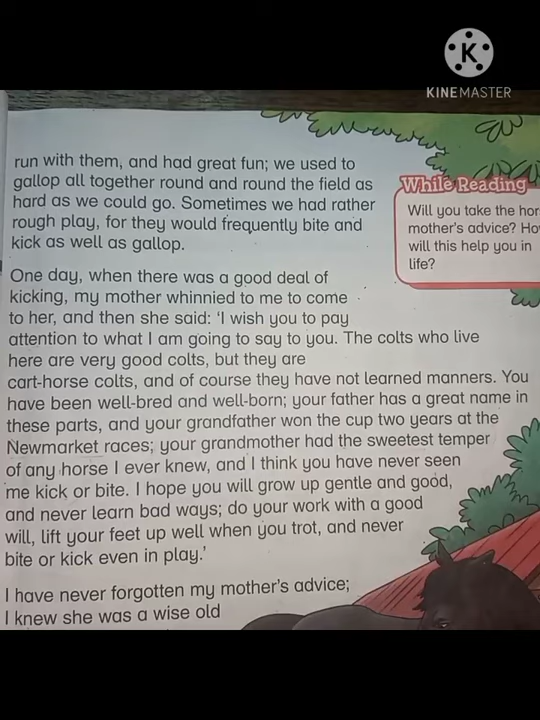 KINEMASTER
run with them, and had great fun; we used to
gallop all together round and round the field as
hard as we could go. Sometimes we had rather
rough play, for they would frequently bite and
kick as well as gallop.
While Reading
Will you take the hor
mother's advice? Ho
will this help you in
life?
One day, when there was a good deal of
kicking, my mother whinnied to me to come
to her, and then she said: 'I wish you to pay
attention to what I am going to say to you. The colts who live
here are very good colts, but they are
cart-horse colts, and of course they have not learned manners. You
have been well-bred and well-born; your father has a great name in
these parts, and your grandfather won the cup two years at the
Newmarket races; your grandmother had the sweetest temper
of any horse I ever knew, and I think you have never seen
me kick or bite. I hope you will grow up gentle and good,
and never learn bad ways; do your work with a good
will, lift your feet up well when you trot, and never
bite or kick even in play.'
I have never forgotten my mother's advice;
I knew she was a wise old